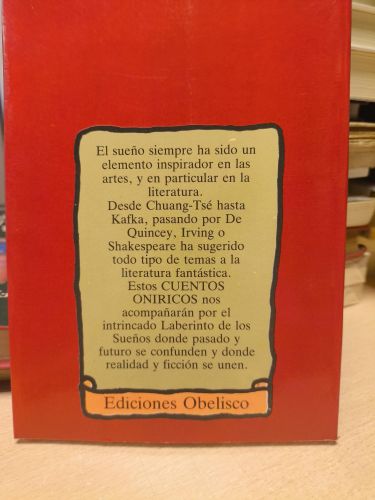 El sueño siempre ha sido un
elemento inspirador en las
artes, y en particular en la
literatura.
Desde Chuang-Tsé hasta
Kafka, pasando por De
Quincey, Irving o
Shakespeare ha sugerido
todo tipo de temas a la
literatura fantástica.
Estos CUENTOS
ONIRICOS nos
acompañarán por el
intrincado Laberinto de los
Sueños donde pasado y
futuro se confunden y donde
realidad y ficción se unen.
Ediciones Obelisco